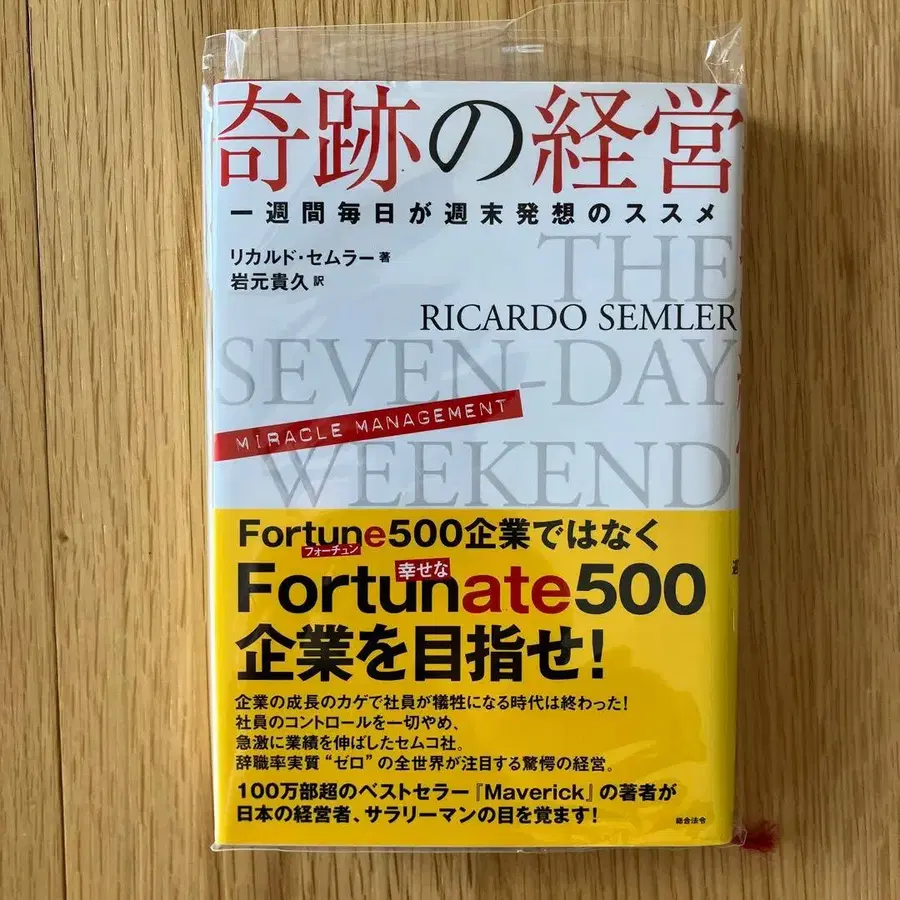 奇跡の経営
一週間毎日が週末発想のススメ
リカルド・セムラー 著
岩元貴久 訳
THE
RICARDO SEMLER
SEVEN-DAY
MIRACLE MANAGEMENT
WEEKEND
Fortune500企業ではなく
フォーチュン
幸せな
Fortunate500
企業を目指せ!
企業の成長のカゲで社員が犠牲になる時代は終わった!
社員のコントロールを一切やめ、
急激に業績を伸ばしたセムコ社。
辞職率実質“ゼロ”の全世界が注目する驚愕の経営。
100万部超のベストセラー『Maverick』の著者が
日本の経営者、サラリーマンの目を覚ます!
総合法令